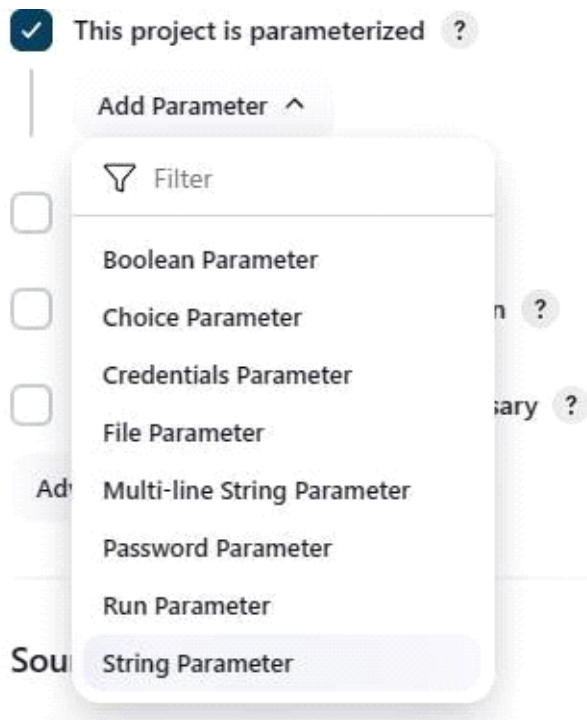 This project is parameterized ?
Add Parameter
Filter
Boolean Parameter
Choice Parameter
n ?
Credentials Parameter
sary ?
File Parameter
Adv
Multi-line String Parameter
Password Parameter
Run Parameter
Sou
String Parameter